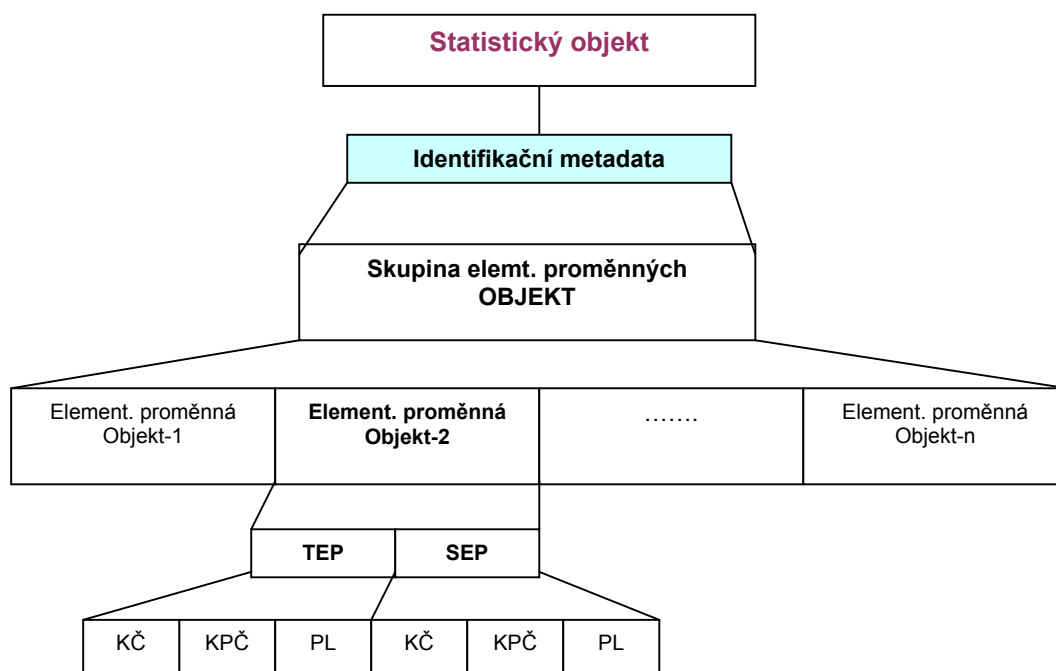 Statistický objekt
Identifikační metadata
Skupina elemt. proměnných
OBJEKT
Element. proměnná
Objekt-1
Element. proměnná
Objekt-2
…….
Element. proměnná
Objekt-n
TEP
SEP
KČ
KPČ
PL
KČ
KPČ
PL